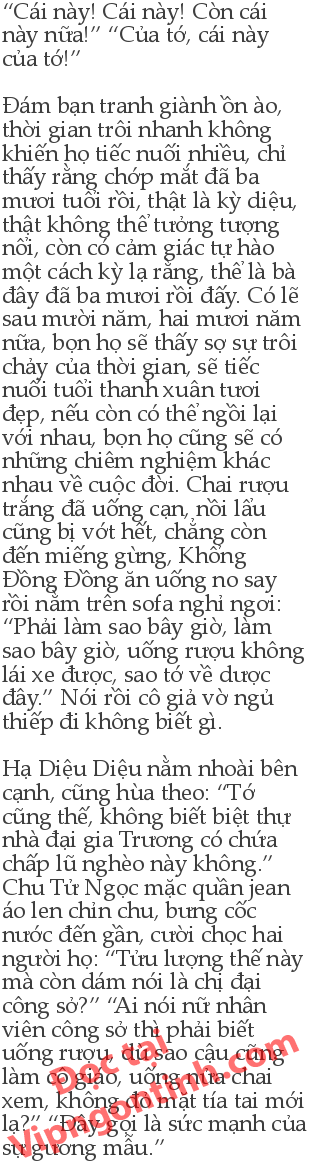 “Cái này! Cái này! Còn cái
này nữa!” “Của tớ, cái này
của tớ!”

Đám bạn tranh giành ồn ào,
thời gian trôi nhanh không
khiến họ tiếc nuối nhiều, chỉ
thấy rằng chớp mắt đã ba
mươi tuổi rồi, thật là kỳ diệu,
thật không thể tưởng tượng
nổi, còn có cảm giác tự hào
một cách kỳ lạ rằng, thể là bà
đây đã ba mươi rồi đấy. Có lẽ
sau mười năm, hai mươi năm
nữa, bọn họ sẽ thấy sợ sự trôi
chảy của thời gian, sẽ tiếc
nuối tuổi thanh xuân tươi
đẹp, nếu còn có thể ngồi lại
với nhau, bọn họ cũng sẽ có
những chiêm nghiệm khác
nhau về cuộc đời. Chai rượu
trắng đã uống cạn, nồi lẩu
cũng bị vớt hết, chẳng còn
đến miếng gừng, Khổng
Đồng Đồng ăn uống no say
rồi nằm trên sofa nghỉ ngơi:
“Phải làm sao bây giờ, làm
sao bây giờ, uống rượu không
lái xe được, sao tớ về dược
đây.” Nói rồi cô giả vờ ngủ
thiếp đi không biết gì.

Hạ Diệu Diệu nằm nhoài bên
cạnh, cũng hùa theo: “Tớ
cũng thế, không biết biệt thự
nhà đại gia Trương có chứa
chấp lũ nghèo này không.”
Chu Tử Ngọc mặc quần jean
áo len chỉn chu, bưng cốc
nước đến gần, cười chọc hai
người họ: “Tửu lượng thế này
mà còn dám nói là chị đại
công sở?” “Ai nói nữ nhân
viên công sở thì phải biết
uống rượu, dù sao cậu cũng
làm cô giáo, uống nửa chai
xem, không đỏ mặt tía tai mới
lạ?” “Đây gọi là sức mạnh của
sự gương mẫu.”
Đọc tại
Vipngontinh.com